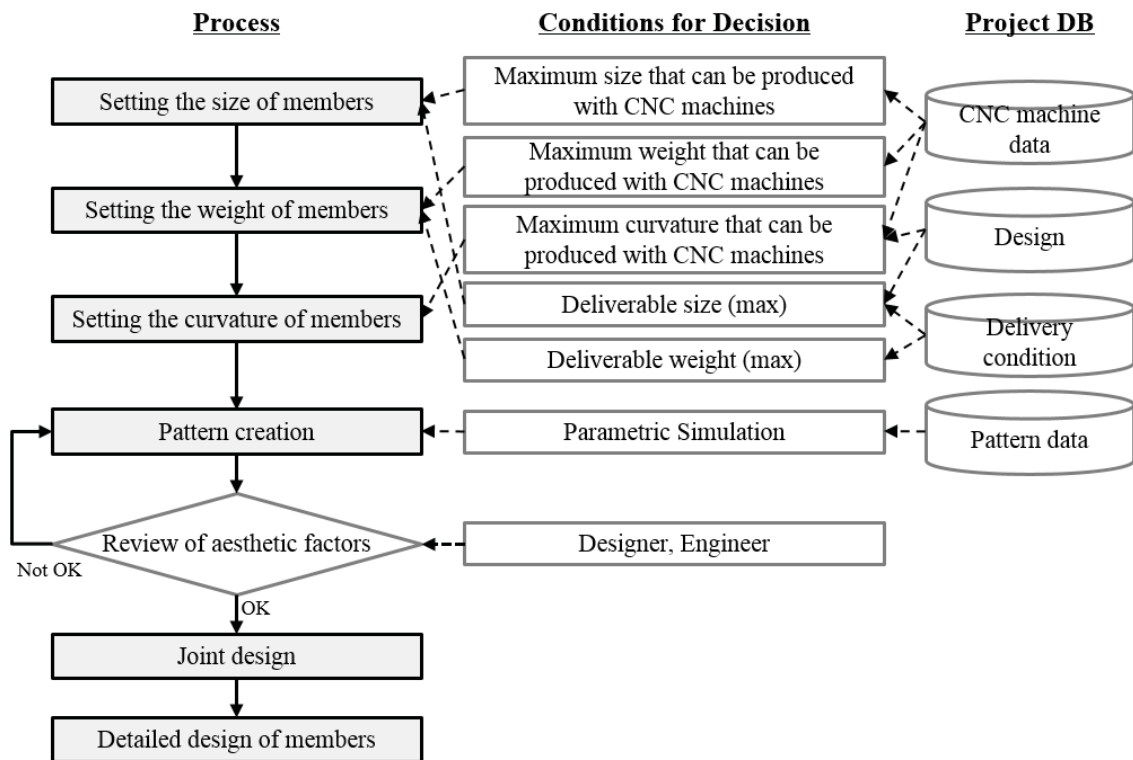 Process
Conditions for Decision
Project DB
Setting the size of members
Maximum size that can be produced
with CNC machines
CNC machine
data
Maximum weight that can be
produced with CNC machines
Setting the weight of members
Maximum curvature that can be
produced with CNC machines
Design
Setting the curvature of members
Deliverable size (max)
Delivery
condition
Deliverable weight (max)
Pattern creation
Parametric Simulation
Pattern data
Review of aesthetic factors
Designer, Engineer
Not OK
OK
Joint design
Detailed design of members